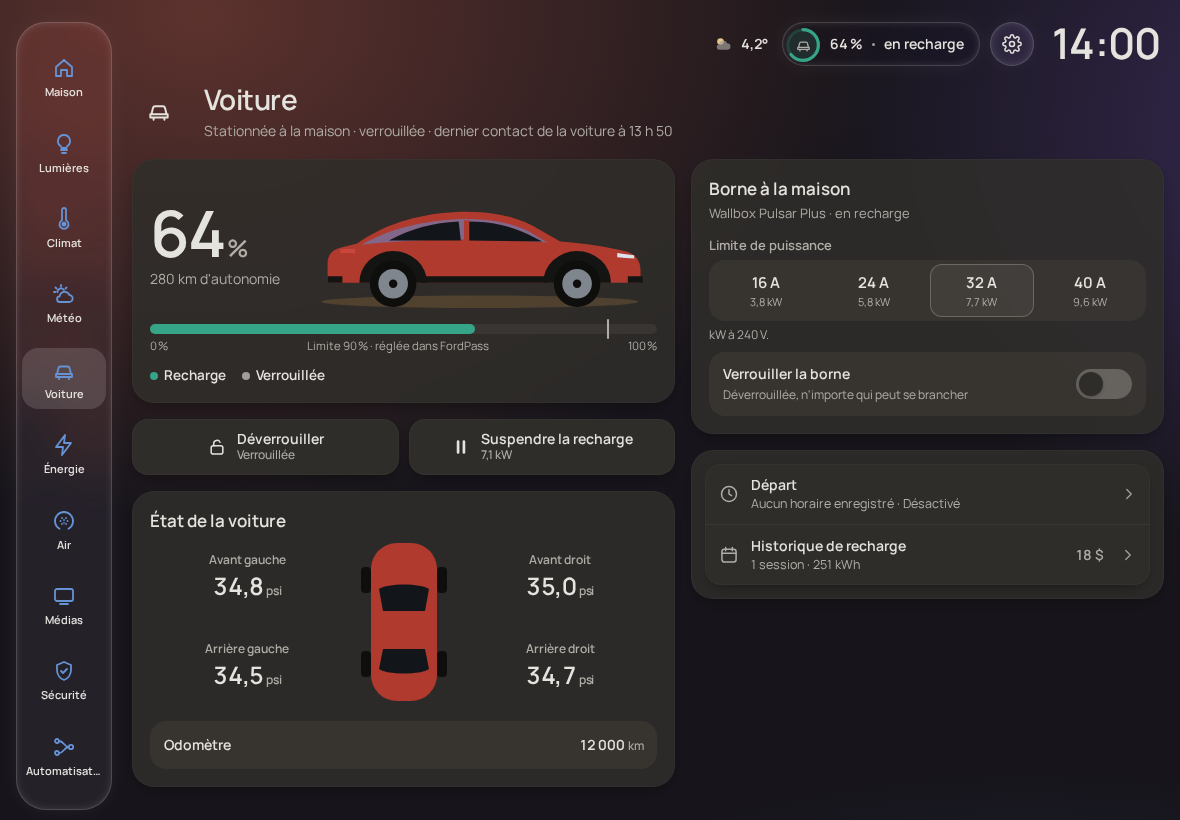 4,2°
64 % · en recharge
14:00
Maison
Lumières
Climat
Météo
Voiture
Énergie
Air
Médias
Sécurité
Automatisat…
Voiture
Stationnée à la maison · verrouillée · dernier contact de la voiture à 13 h 50
64 %
280 km d'autonomie
0 %
Limite 90 % · réglée dans FordPass
100 %
Recharge
Verrouillée
Déverrouiller
Verrouillée
Suspendre la recharge
7,1 kW
État de la voiture
Avant gauche
34,8 psi
Avant droit
35,0 psi
Arrière gauche
34,5 psi
Arrière droit
34,7 psi
Odomètre
12 000 km
Borne à la maison
Wallbox Pulsar Plus · en recharge
Limite de puissance
16 A
3,8 kW
24 A
5,8 kW
32 A
7,7 kW
40 A
9,6 kW
kW à 240 V.
Verrouiller la borne
Déverrouillée, n'importe qui peut se brancher
Départ
Aucun horaire enregistré · Désactivé
Historique de recharge
1 session · 251 kWh
18 $